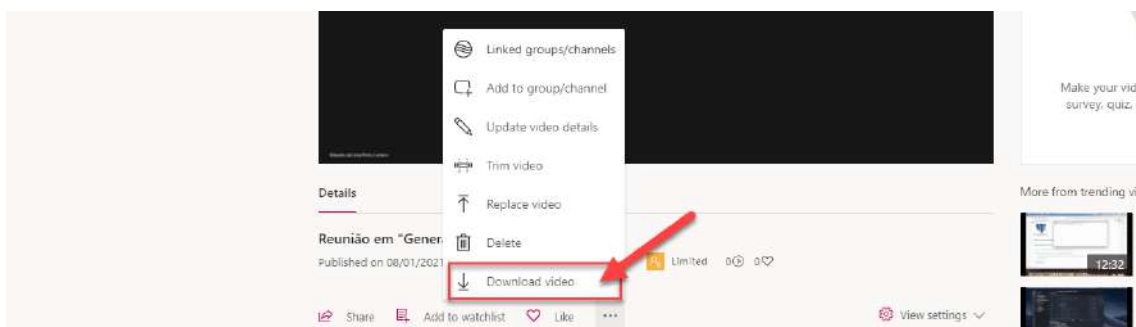 Linked groups/channels
Add to group/channel
Update video details
Trim video
Replace video
Delete
Download video
Details
Reunião em "Gener
Published on 08/01/2021
Limited 0 0
Share Add to watchlist Like ...
View settings
Make your vid
survey, quiz,
More from trending vi
12:32